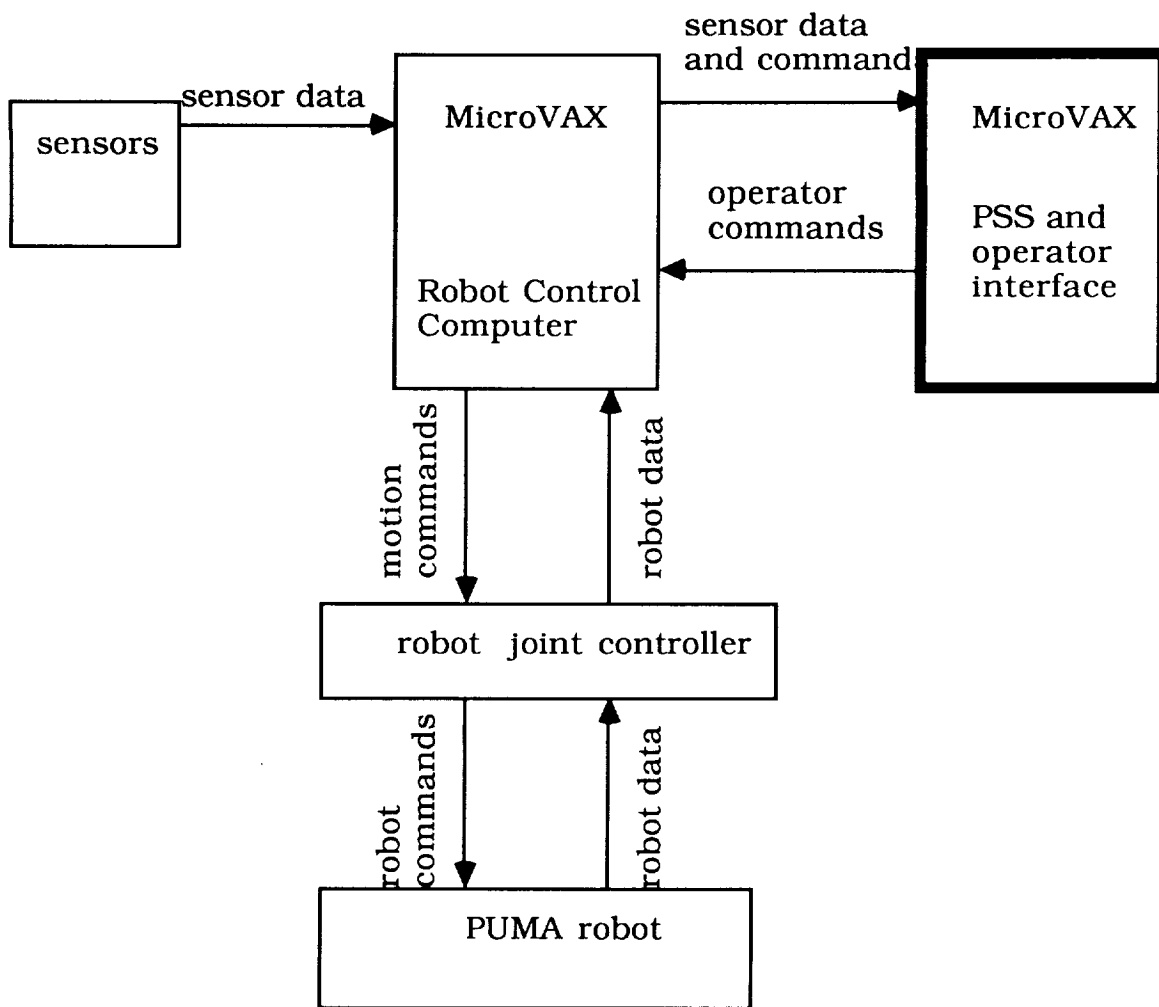 sensor data
and command
sensor data
sensors
MicroVAX
MicroVAX
operator
commands
PSS and
operator
interface
Robot Control
Computer
motion
commands
robot data
robot joint controller
robot
commands
robot data
PUMA robot